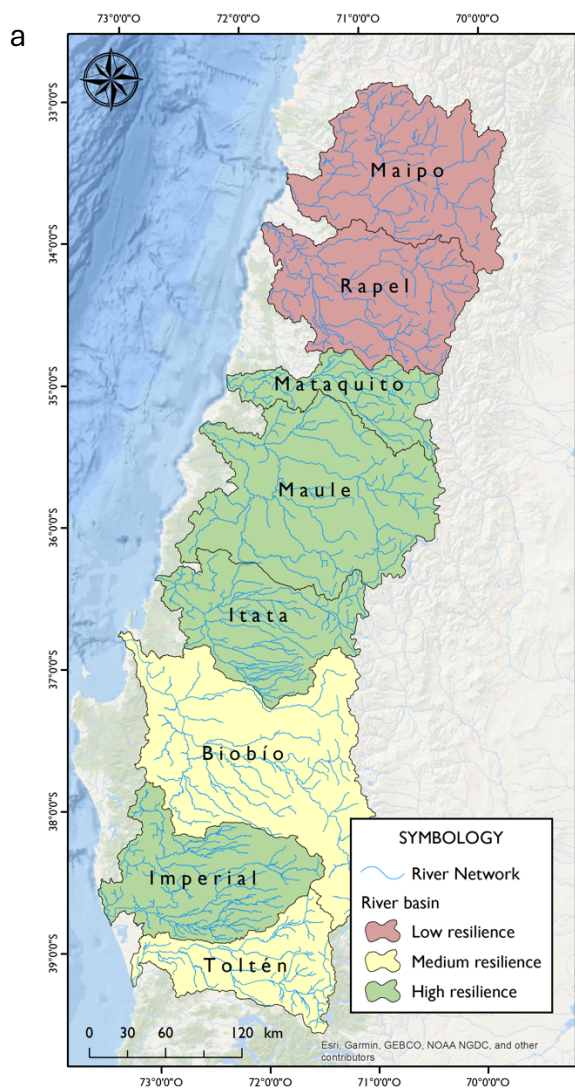 a
73°0'0"O 72°0'0"O 71°0'0"O 70°0'0"O
33°0'0"S
34°0'0"S
35°0'0"S
36°0'0"S
37°0'0"S
38°0'0"S
39°0'0"S
Maipo
Rapel
Mataquito
Maule
Itata
Biobío
Imperial
Toltén
SYMBOLOGY
River Network
River basin
Low resilience
Medium resilience
High resilience
0 30 60 120 km
Esri, Garmin, GEBCO, NOAA NGDC, and other
contributors
73°0'0"O 72°0'0"O 71°0'0"O 70°0'0"O